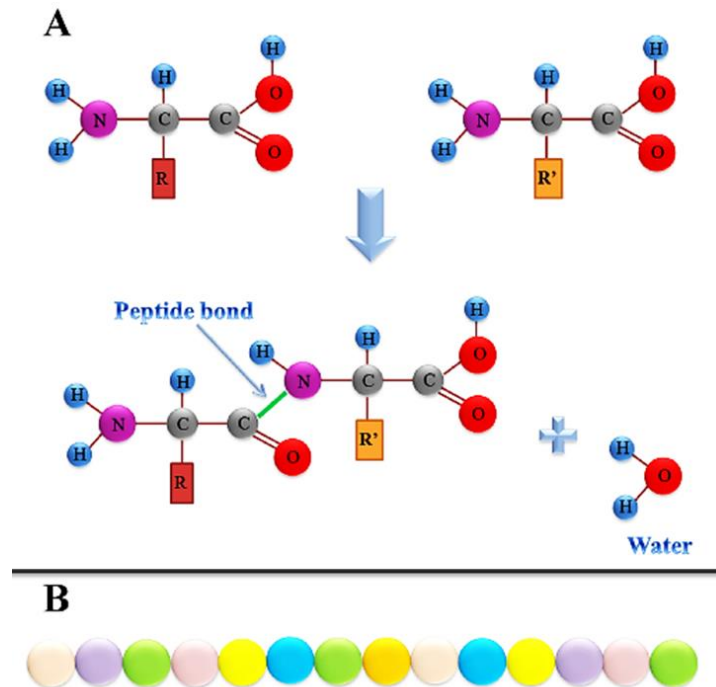 A
H H
H H
O O
N C C N C C
H O H O
R R'
H
Peptide bond
H H
O
H N C C
H O
N C C
R'
H O H
R O
H
Water
B